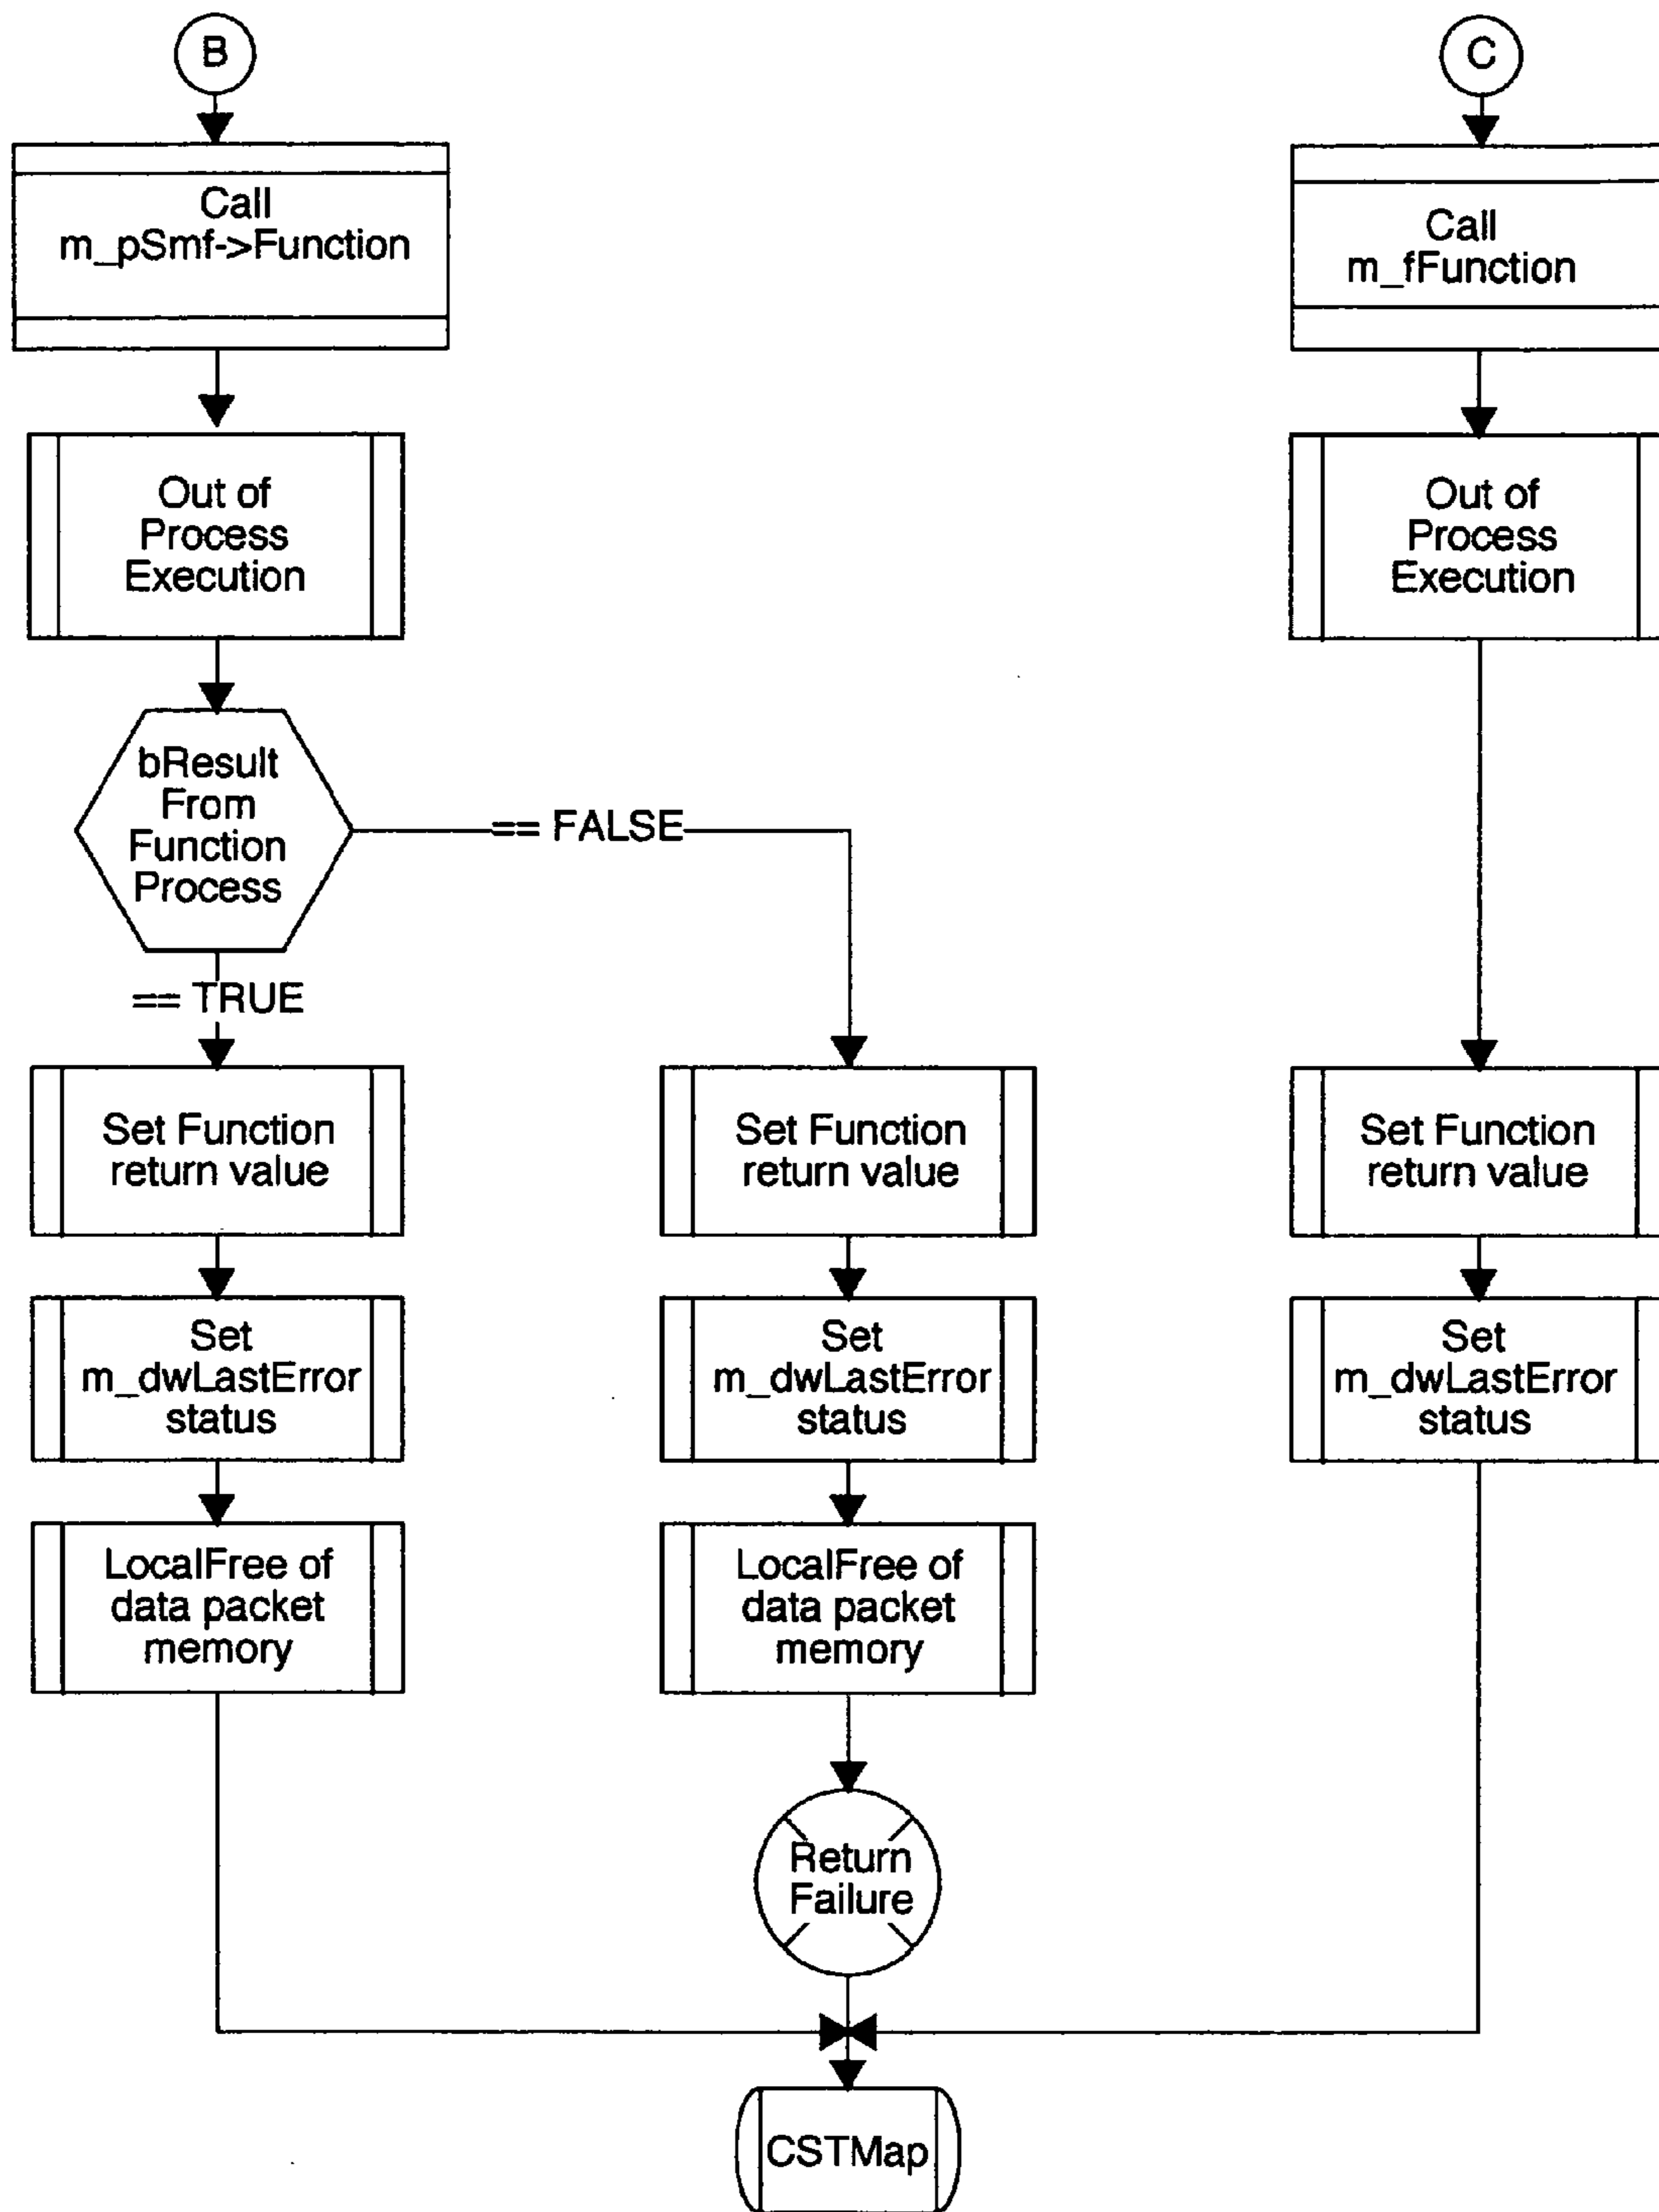 B
C
Call
m_pSmf->Function
Call
m_fFunction
Out of
Process
Execution
Out of
Process
Execution
bResult
From
Function
Process
== FALSE
== TRUE
Set Function
return value
Set Function
return value
Set Function
return value
Set
m_dwLastError
status
Set
m_dwLastError
status
Set
m_dwLastError
status
LocalFree of
data packet
memory
LocalFree of
data packet
memory
Return
Failure
CSTMap